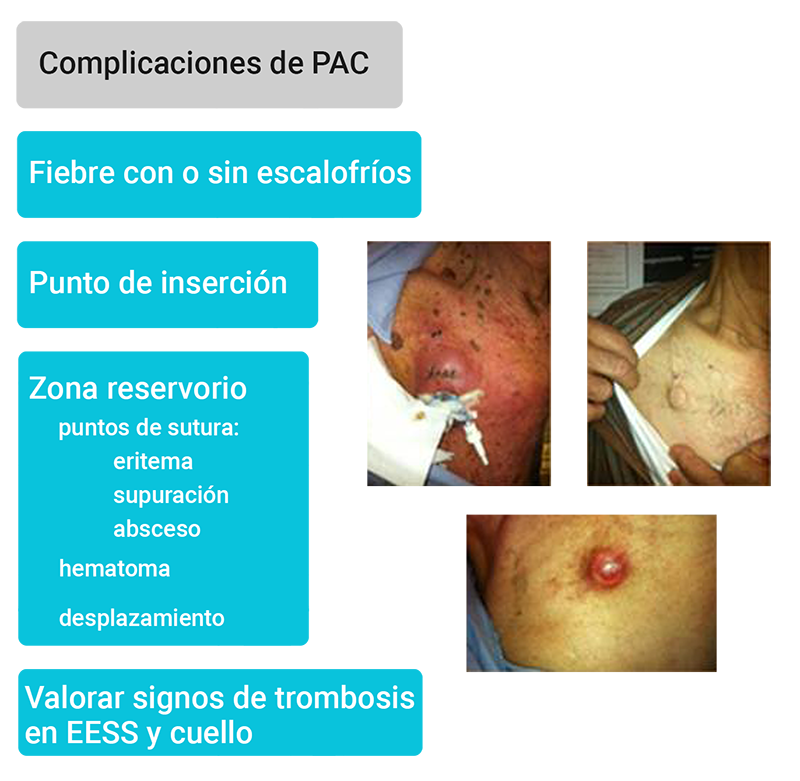 Complicaciones de PAC
Fiebre con o sin escalofríos
Punto de inserción
Zona reservorio
puntos de sutura:
eritema
supuración
absceso
hematoma
desplazamiento
Valorar signos de trombosis
en EESS y cuello